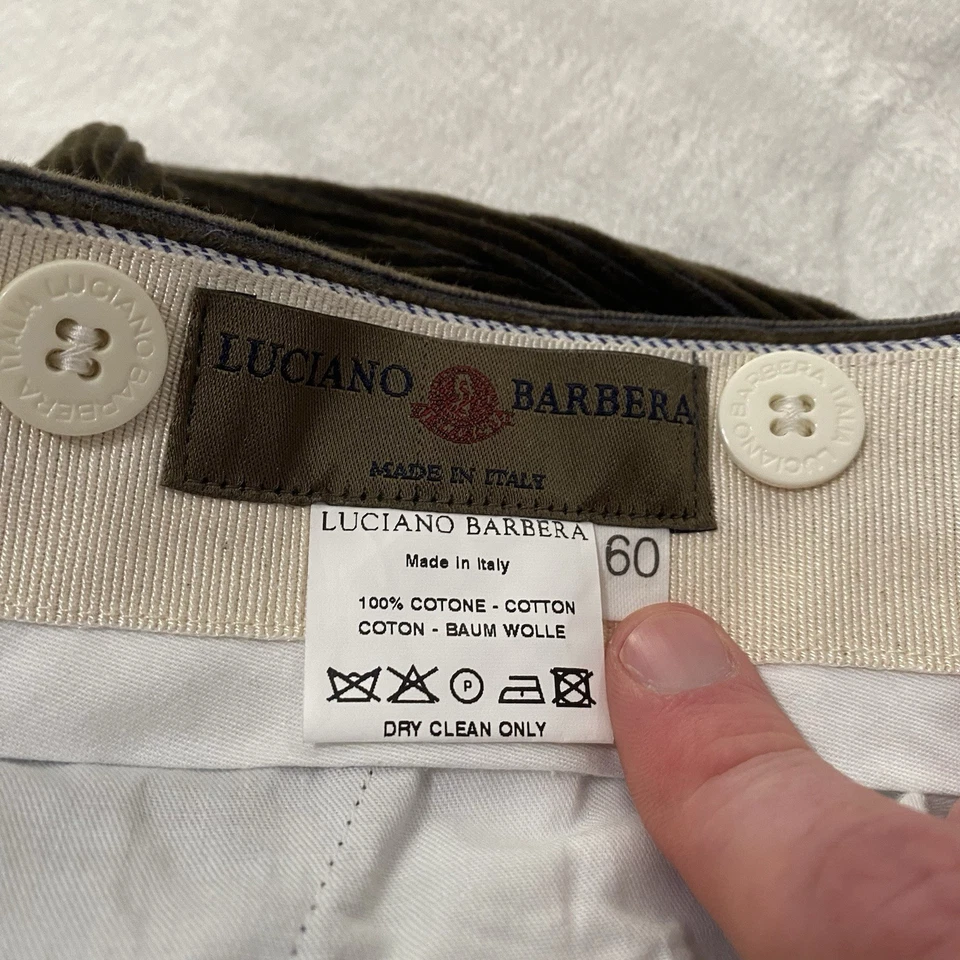 LUCIANO BARBERA ITALIA
LUCIANO BARBERA
MADE IN ITALY
LUCIANO BARBERA ITALIA
LUCIANO BARBERA
Made in Italy
100% COTONE - COTTON
COTON - BAUM WOLLE
P
DRY CLEAN ONLY
60